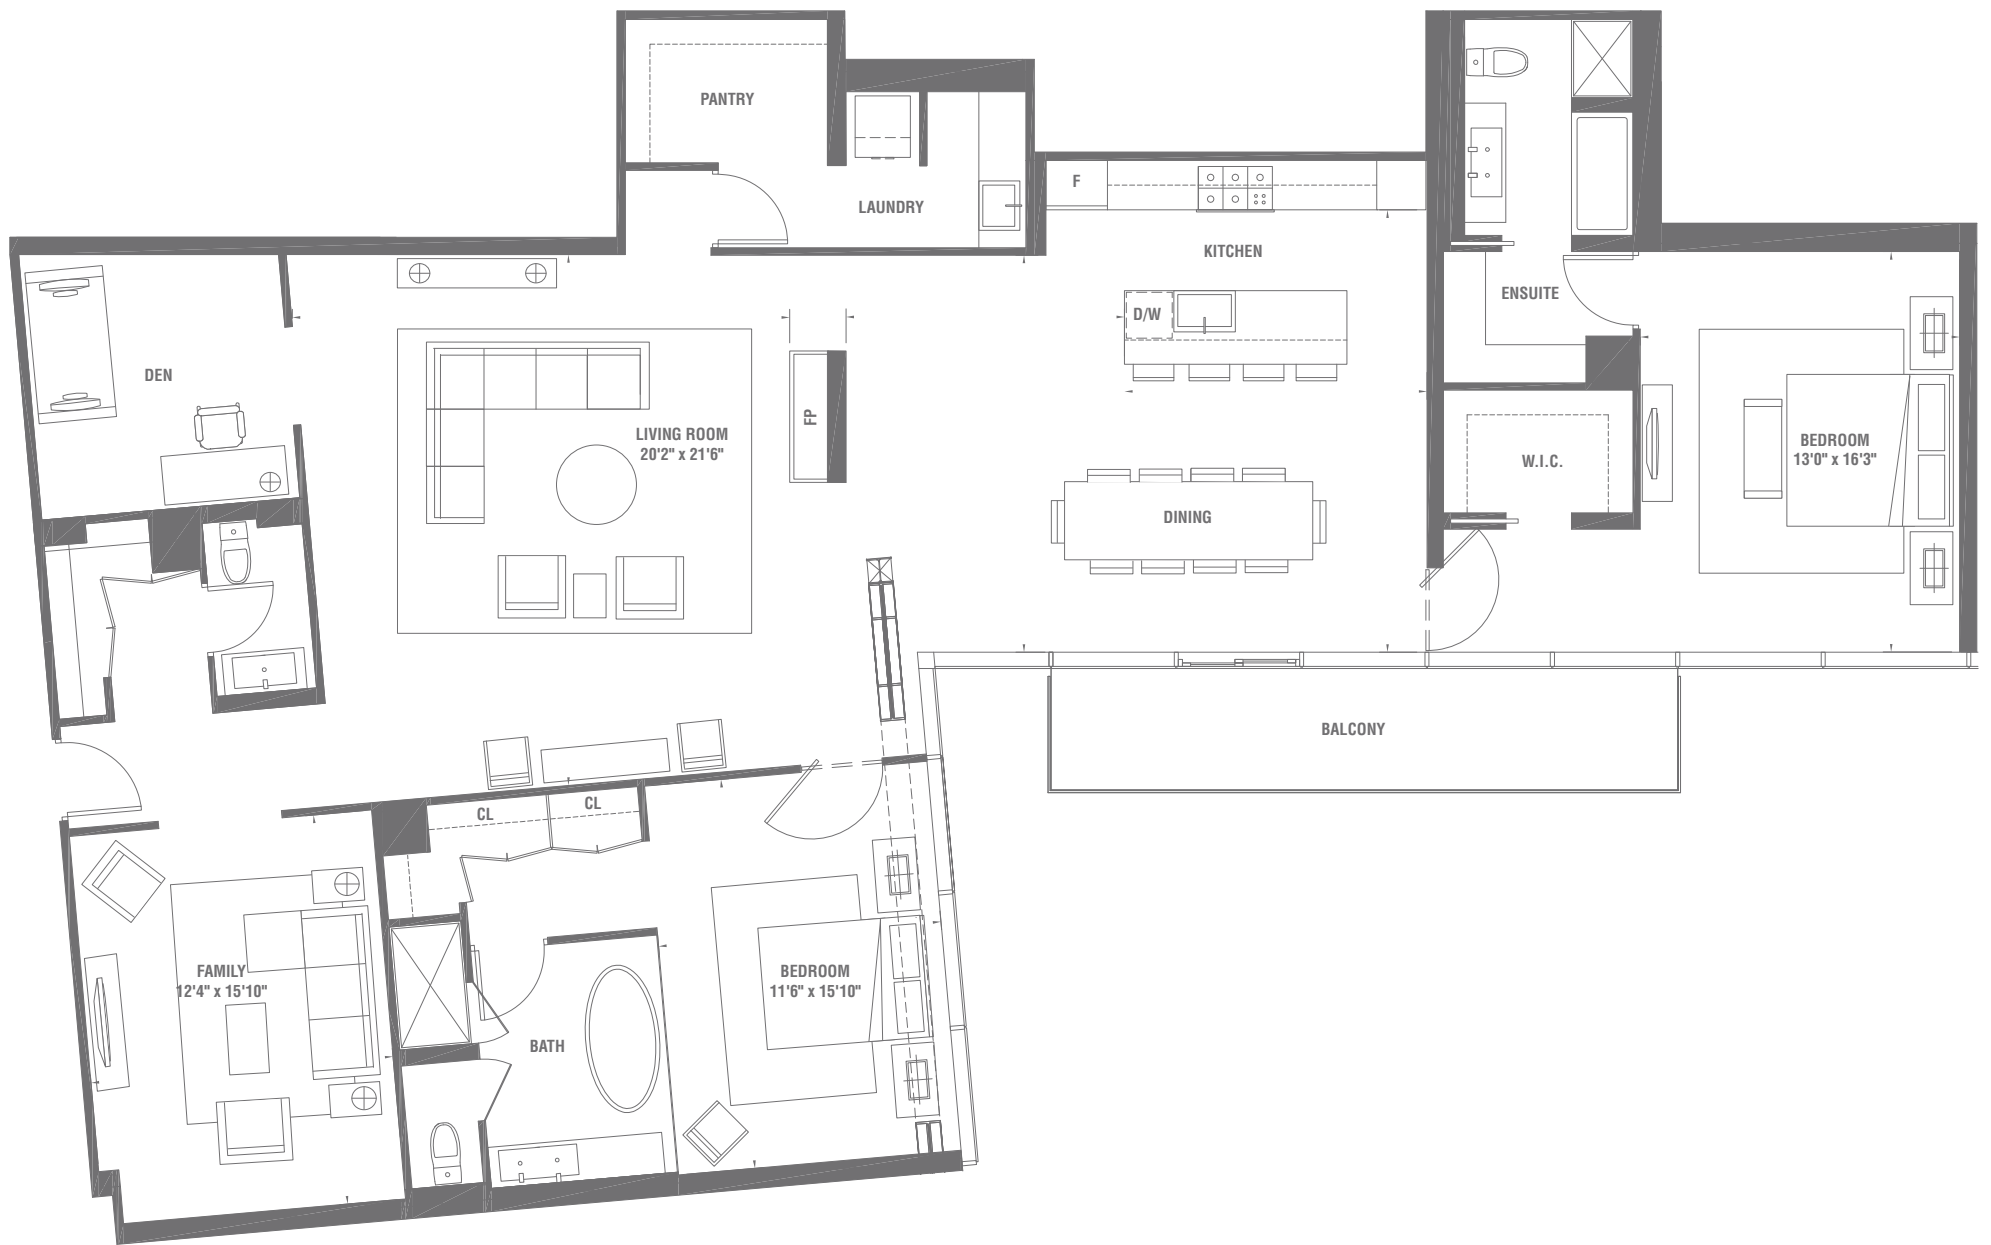 PANTRY
F
LAUNDRY
KITCHEN
ENSUITE
D/W
DEN
FP
LIVING ROOM
20'2" x 21'6"
BEDROOM
13'0" x 16'3"
W.I.C.
DINING
BALCONY
CL
CL
FAMILY
12'4" x 15'10"
BEDROOM
11'6" x 15'10"
BATH